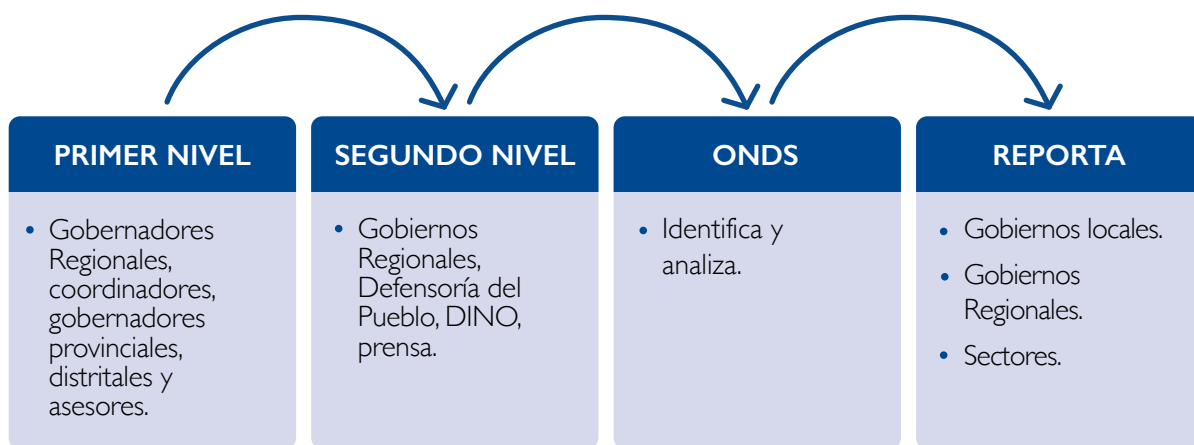 PRIMER NIVEL
• Gobernadores
Regionales,
coordinadores,
gobernadores
provinciales,
distritales y
asesores.
SEGUNDO NIVEL
• Gobiernos
Regionales,
Defensoría del
Pueblo, DINO,
prensa.
ONDS
• Identifica y
analiza.
REPORTA
• Gobiernos locales.
• Gobiernos
Regionales.
• Sectores.